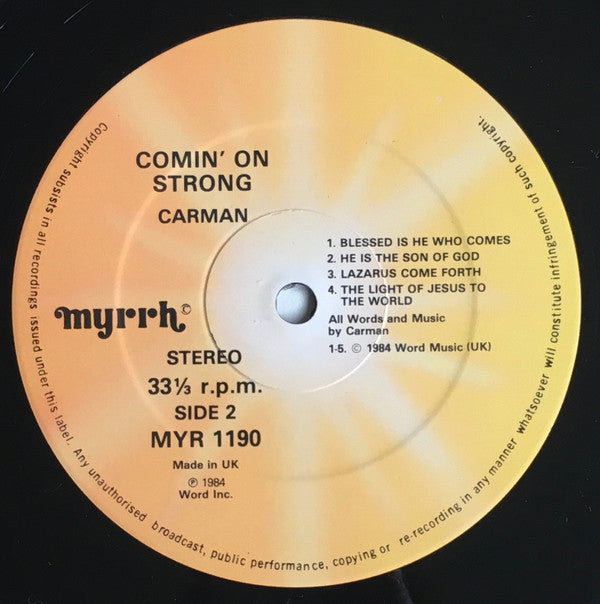 COMIN' ON
STRONG
CARMAN
myrrh©
STEREO
33⅓ r.p.m.
SIDE 2
MYR 1190
Made in UK
℗ 1984
Word Inc.
1. BLESSED IS HE WHO COMES
2. HE IS THE SON OF GOD
3. LAZARUS COME FORTH
4. THE LIGHT OF JESUS TO
THE WORLD
All Words and Music
by Carman
1-5. © 1984 Word Music (UK)
Copyright subsists in all recordings issued under this label. Any unauthorised broadcast, public performance, copying or re-recording in any manner whatsoever will constitute infringement of such copyright.